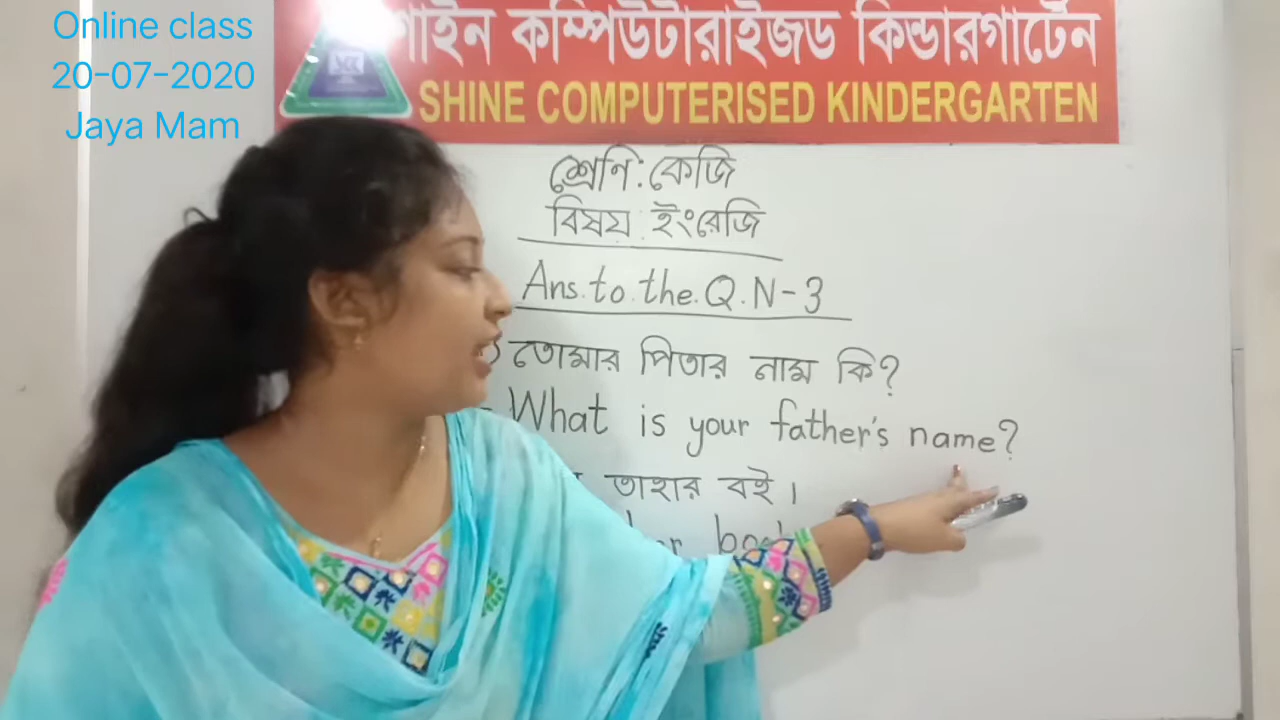 Online class
20-07-2020
Jaya Mam
শাইন কম্পিউটারাইজড কিন্ডারগার্টেন
SHINE COMPUTERISED KINDERGARTEN
শ্রেণি: কেজি
বিষয়: ইংরেজি
Ans. to. the. Q. N-3
তোমার পিতার নাম কি?
What is your father's name?
তাহার বই।